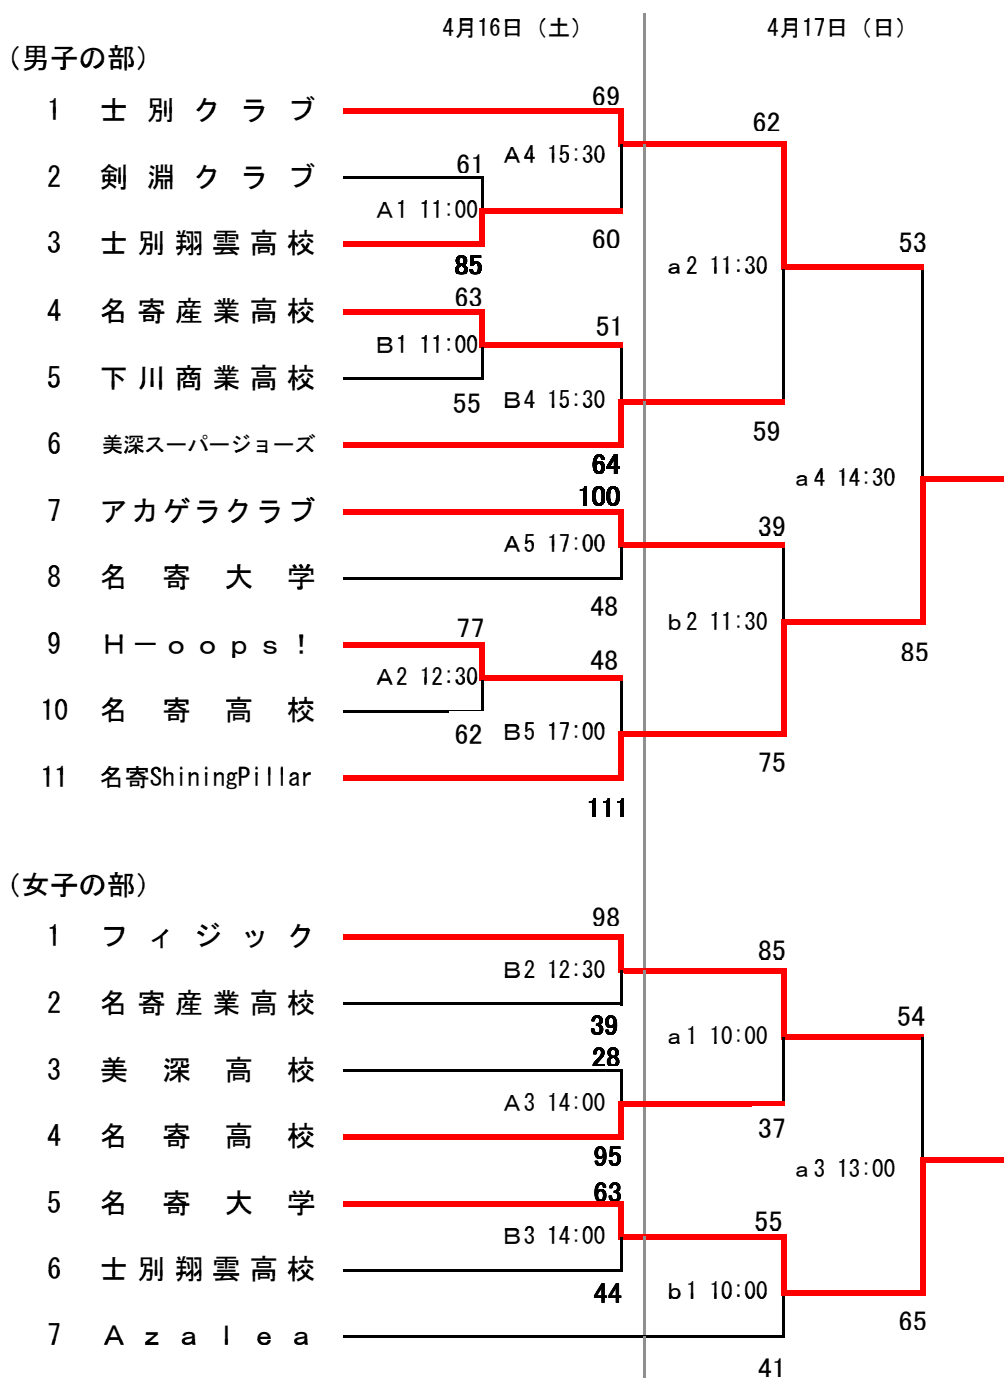 4月16日（土） 4月17日（日）
（男子の部）
69
1 士別クラブ
62
A4 15:30
61
2 剣淵クラブ
A1 11:00
3 士別翔雲高校
60
53
85
a2 11:30
63
4 名寄産業高校
51
B1 11:00
5 下川商業高校
55
B4 15:30
59
6 美深スーパージョーズ
64
a4 14:30
100
7 アカゲラクラブ
39
A5 17:00
8 名寄大学
48
b2 11:30
77
9 H－oops！
85
48
A2 12:30
10 名寄高校
62
B5 17:00
75
11 名寄ShiningPillar
111
（女子の部）
98
1 フィジック
85
B2 12:30
2 名寄産業高校
54
39
a1 10:00
28
3 美深高校
A3 14:00
37
4 名寄高校
95
a3 13:00
63
5 名寄大学
55
B3 14:00
6 士別翔雲高校
44
b1 10:00
65
7 Azalea
41